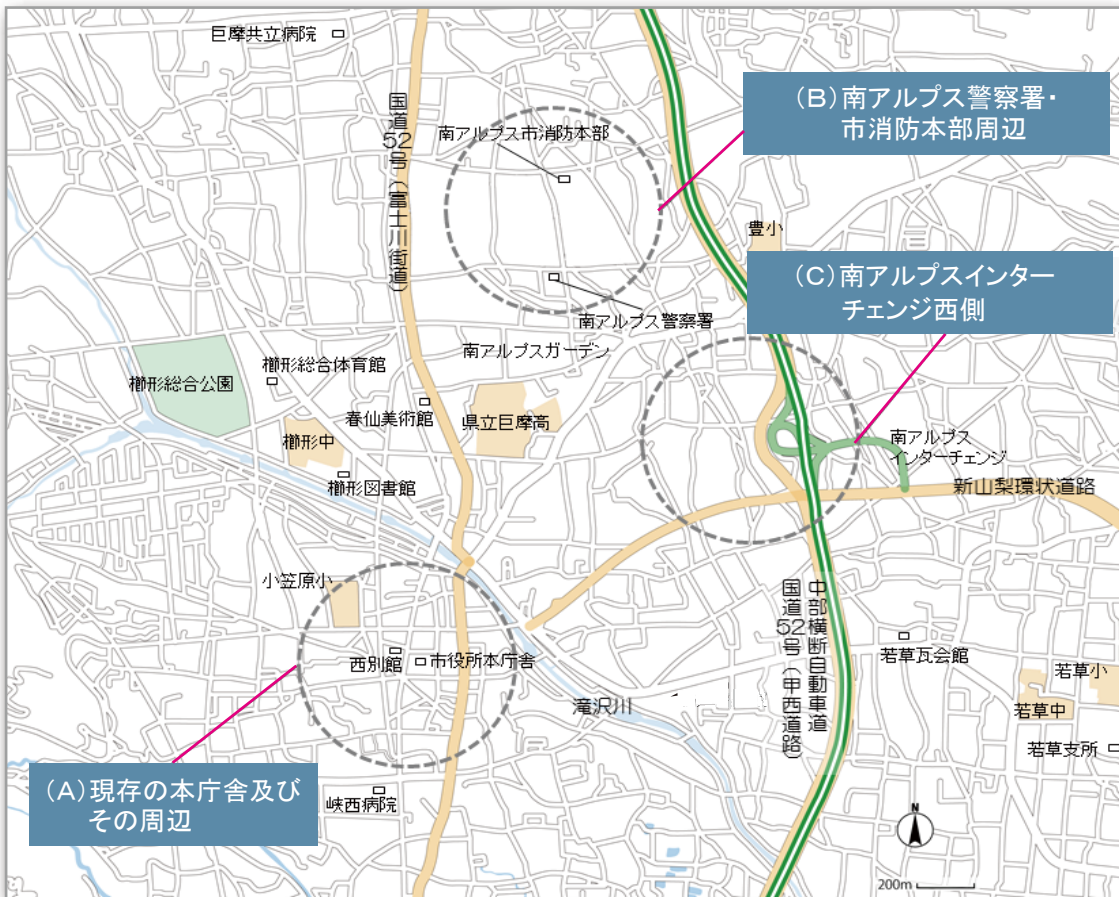 巨摩共立病院
国道52号(富士川街道)
南アルプス市消防本部
(B)南アルプス警察署・
市消防本部周辺
豊小
(C)南アルプスインター
チェンジ西側
南アルプス警察署
南アルプスガーデン
櫛形総合体育館
櫛形総合公園
春仙美術館
県立巨摩高
櫛形中
櫛形図書館
南アルプス
インターチェンジ
新山梨環状道路
小笠原小
西別館
市役所本庁舎
滝沢川
中部横断自動車道
国道52号(甲西道路)
若草瓦会館
若草小
若草中
若草支所
(A)現存の本庁舎及び
その周辺
峡西病院
N
200m